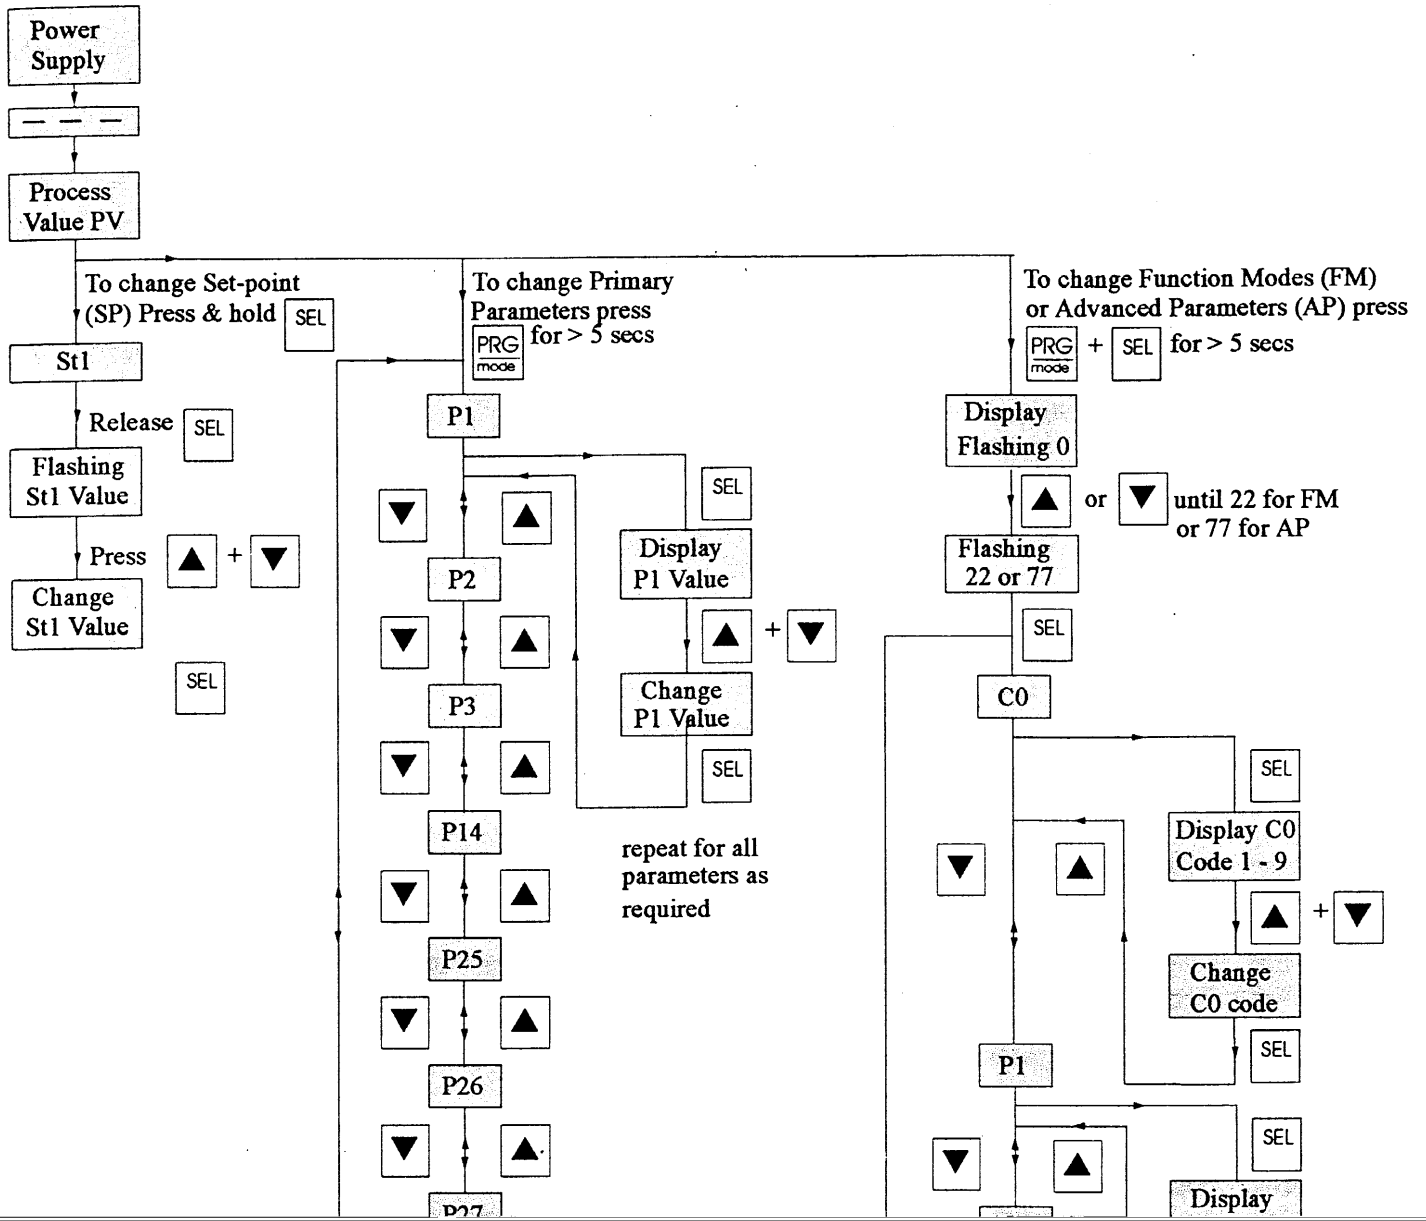 Power
Supply
— — —
Process
Value PV
To change Set-point
(SP) Press & hold SEL
St1
Release SEL
Flashing
St1 Value
Press ▲ + ▼
Change
St1 Value
SEL
To change Primary
Parameters press
PRG
mode
for > 5 secs
P1
▼ ▲
P2
▼ ▲
P3
▼ ▲
P14
▼ ▲
P25
▼ ▲
P26
▼ ▲
P27
SEL
Display
P1 Value
▲ + ▼
Change
P1 Value
SEL
repeat for all
parameters as
required
To change Function Modes (FM)
or Advanced Parameters (AP) press
PRG
mode
+ SEL for > 5 secs
Display
Flashing 0
▲ or ▼ until 22 for FM
or 77 for AP
Flashing
22 or 77
SEL
C0
SEL
Display C0
Code 1 - 9
▼ ▲
▲ + ▼
Change
C0 code
SEL
P1
SEL
▼ ▲
Display